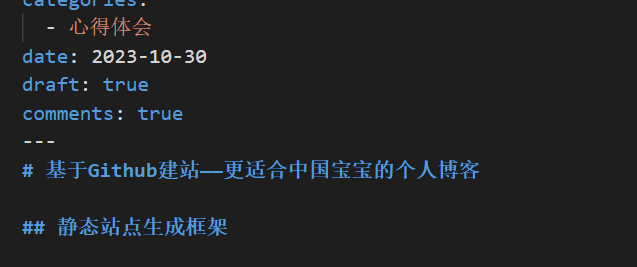 categories:
- 心得体会
date: 2023-10-30
draft: true
comments: true
---
# 基于Github建站——更适合中国宝宝的个人博客
## 静态站点生成框架